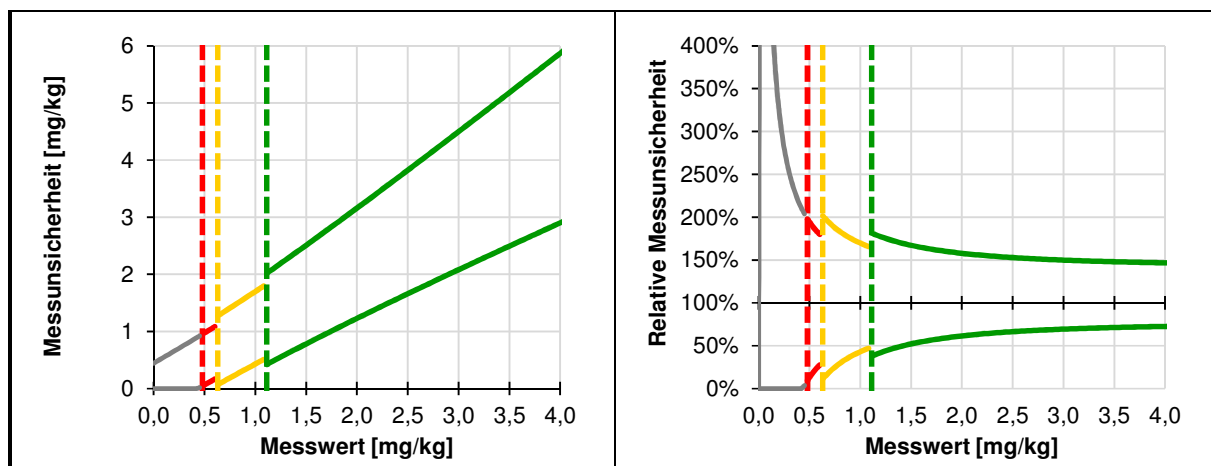 Messunsicherheit [mg/kg]
6
5
4
3
2
1
0
0,0 0,5 1,0 1,5 2,0 2,5 3,0 3,5 4,0
Messwert [mg/kg]
Relative Messunsicherheit
400%
350%
300%
250%
200%
150%
100%
50%
0%
0,0 0,5 1,0 1,5 2,0 2,5 3,0 3,5 4,0
Messwert [mg/kg]